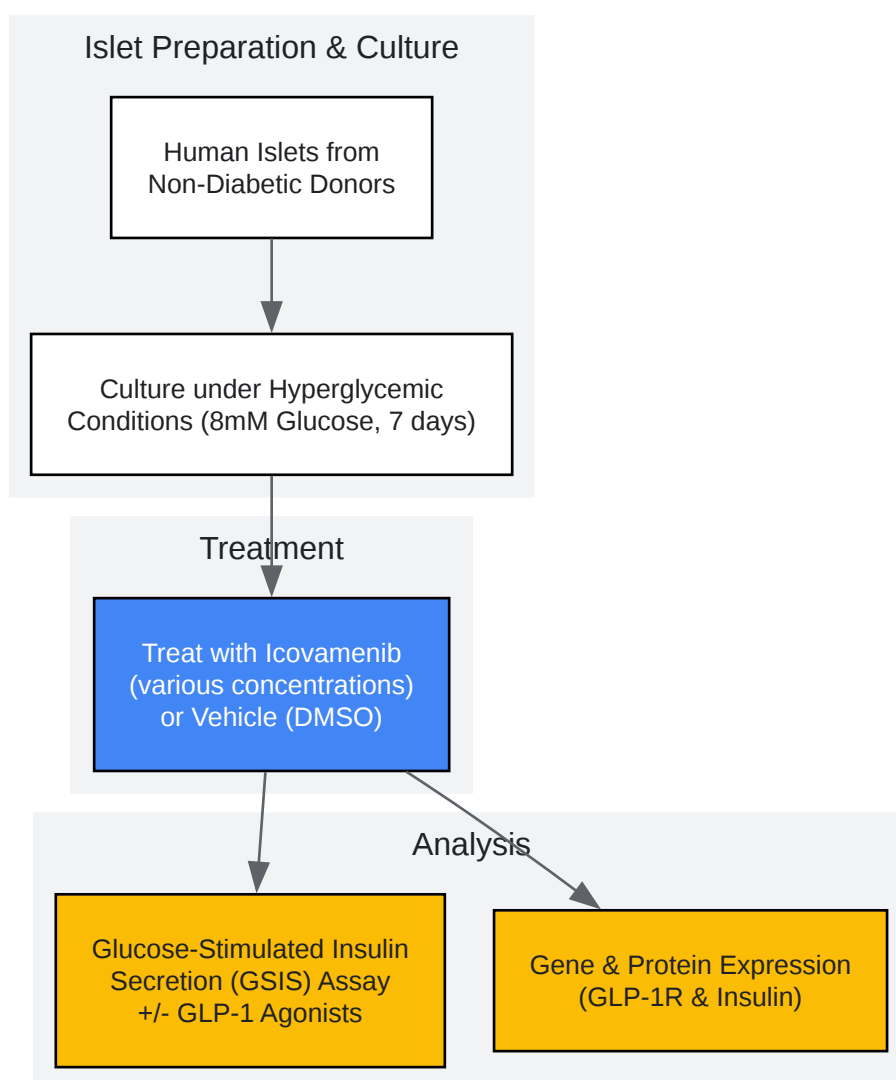 Islet Preparation & Culture
Human Islets from
Non-Diabetic Donors
Culture under Hyperglycemic
Conditions (8mM Glucose, 7 days)
Treatment
Treat with Icovamenib
(various concentrations)
or Vehicle (DMSO)
Analysis
Glucose-Stimulated Insulin
Secretion (GSIS) Assay
+/- GLP-1 Agonists
Gene & Protein Expression
(GLP-1R & Insulin)